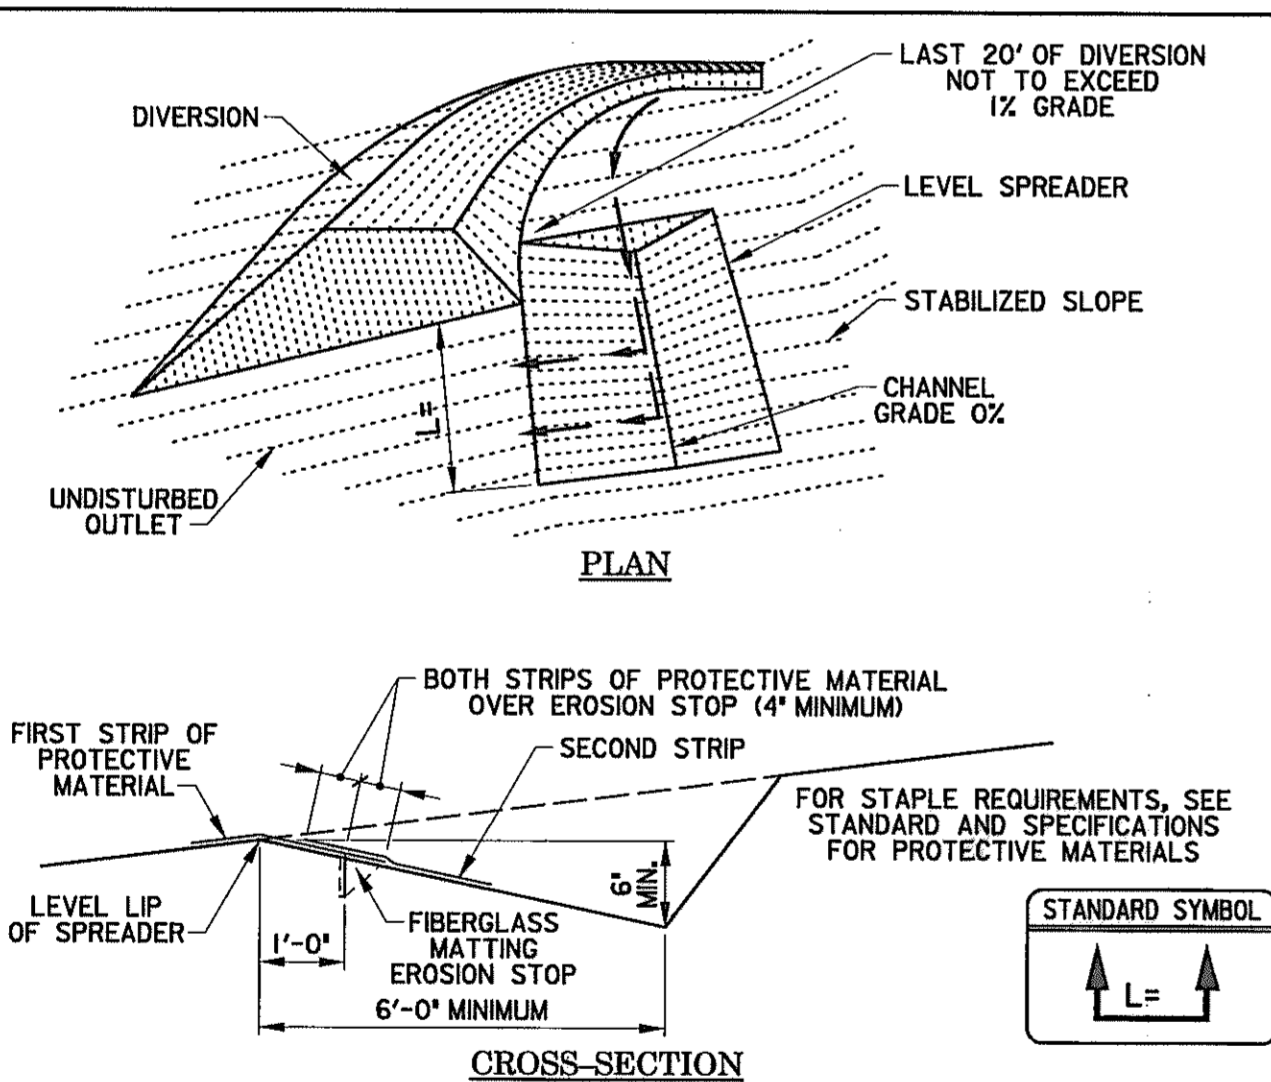 LAST 20' OF DIVERSION
NOT TO EXCEED
1% GRADE
DIVERSION
LEVEL SPREADER
STABILIZED SLOPE
L=
CHANNEL
GRADE 0%
UNDISTURBED
OUTLET
PLAN
BOTH STRIPS OF PROTECTIVE MATERIAL
OVER EROSION STOP (4" MINIMUM)
FIRST STRIP OF
PROTECTIVE
MATERIAL
SECOND STRIP
FOR STAPLE REQUIREMENTS, SEE
STANDARD AND SPECIFICATIONS
FOR PROTECTIVE MATERIALS
6"
MIN.
LEVEL LIP
OF SPREADER
1'-0"
FIBERGLASS
MATTING
EROSION STOP
6'-0" MINIMUM
STANDARD SYMBOL
L=
CROSS-SECTION